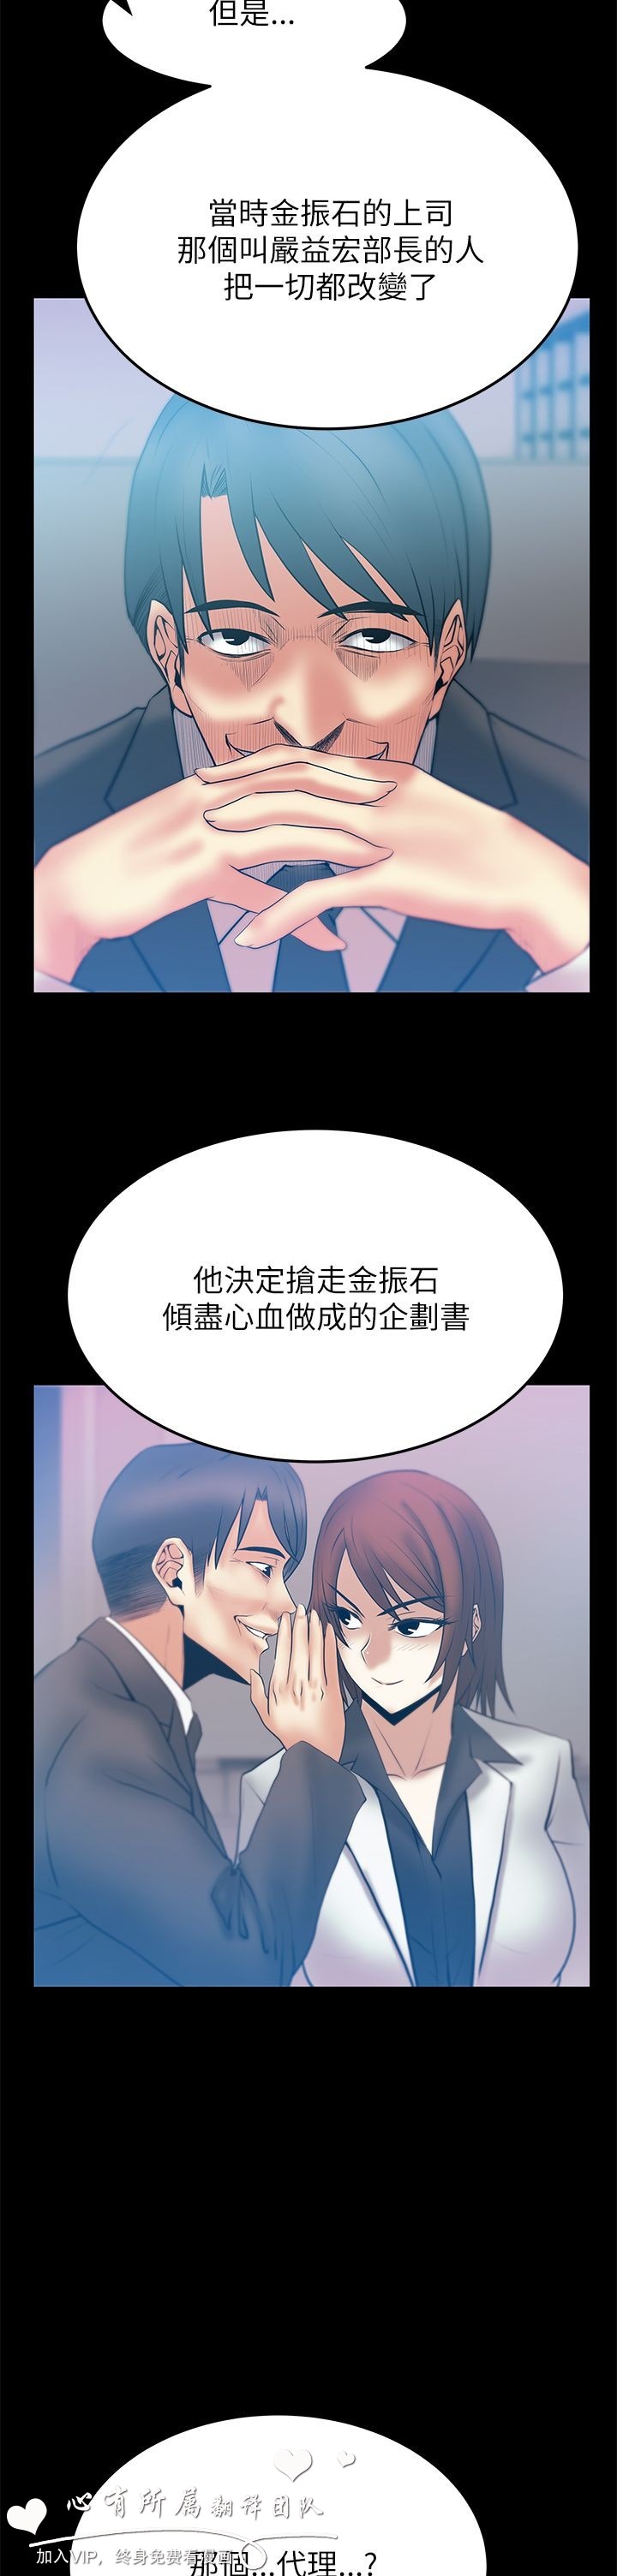 但是...
當時金振石的上司
那個叫嚴益宏部長的人
把一切都改變了
他決定搶走金振石
傾盡心血做成的企劃書
心有所属翻译团队
加入VIP，终身免费看漫画
那個...代理...?